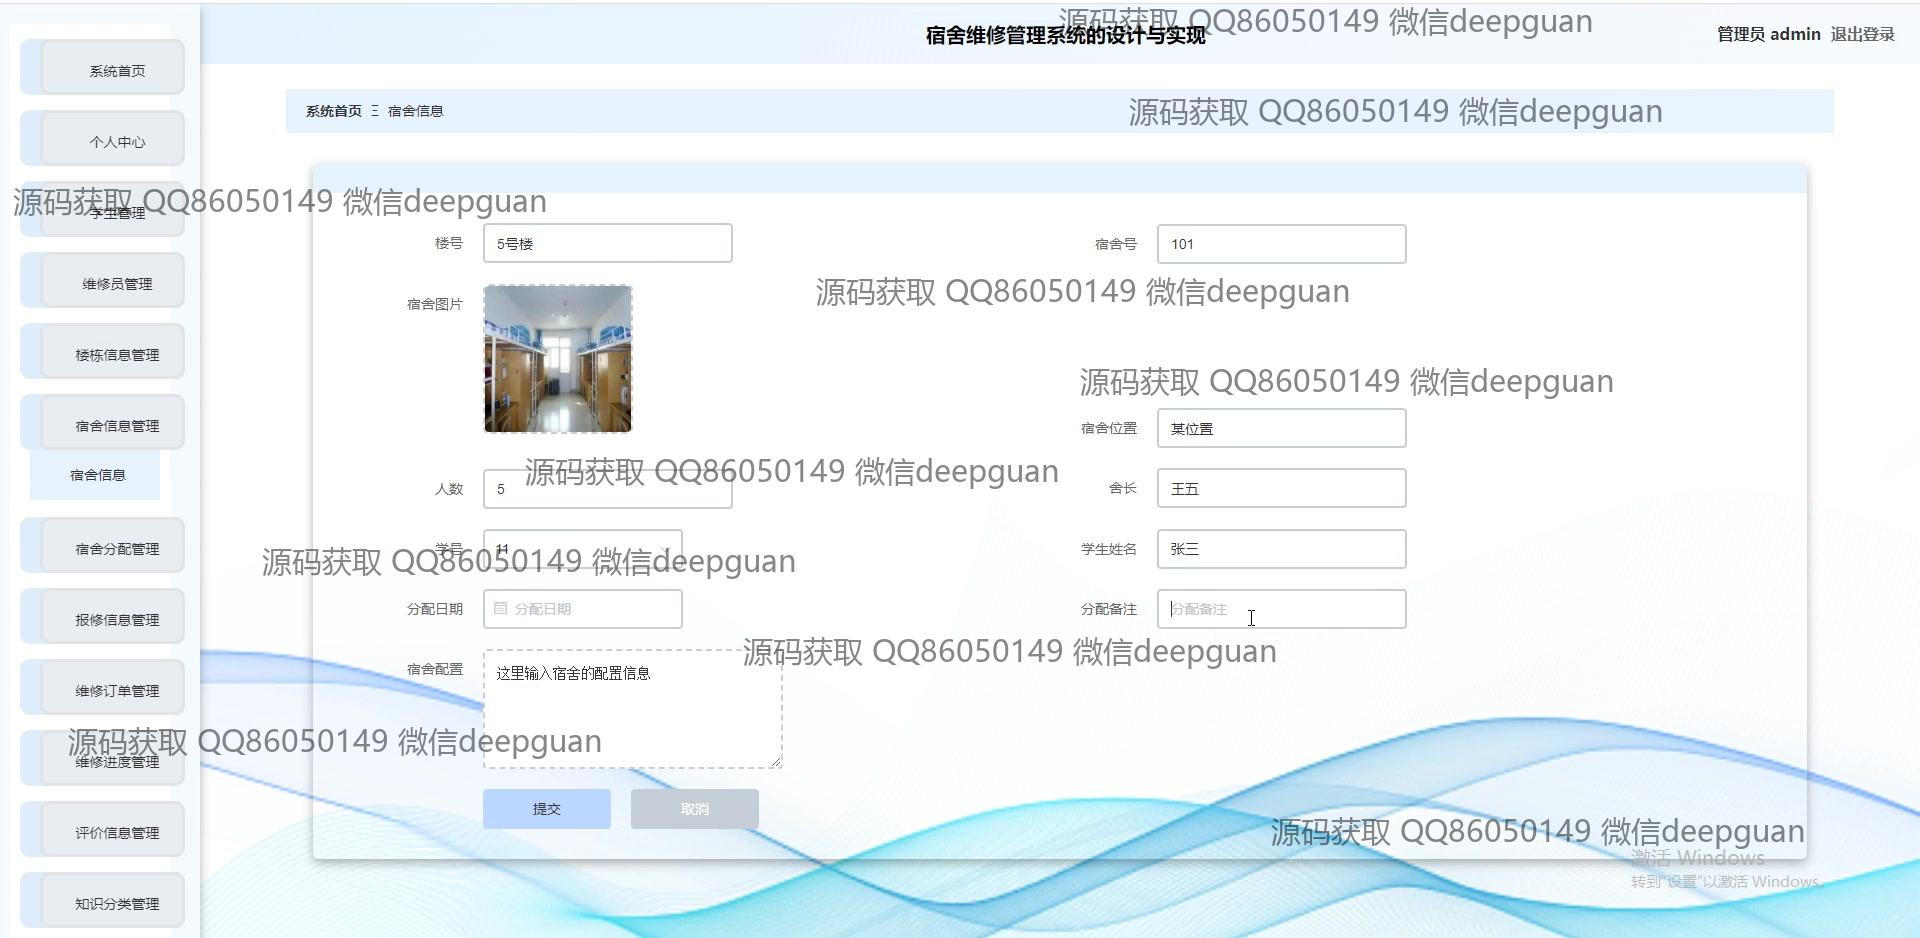 源码获取 QQ86050149 微信deepguan
宿舍维修管理系统的设计与实现
管理员 admin 退出登录
系统首页
个人中心
学生管理
维修员管理
楼栋信息管理
宿舍信息管理
宿舍信息
宿舍分配管理
报修信息管理
维修订单管理
维修进度管理
评价信息管理
知识分类管理
系统首页 Ξ 宿舍信息
源码获取 QQ86050149 微信deepguan
源码获取 QQ86050149 微信deepguan
楼号 5号楼
宿舍号 101
源码获取 QQ86050149 微信deepguan
宿舍图片
源码获取 QQ86050149 微信deepguan
宿舍位置 某位置
源码获取 QQ86050149 微信deepguan
人数 5
舍长 王五
学号 11
学生姓名 张三
源码获取 QQ86050149 微信deepguan
分配日期 分配日期
分配备注 分配备注
源码获取 QQ86050149 微信deepguan
宿舍配置 这里输入宿舍的配置信息
源码获取 QQ86050149 微信deepguan
提交 取消
源码获取 QQ86050149 微信deepguan
激活 Windows
转到"设置"以激活 Windows。